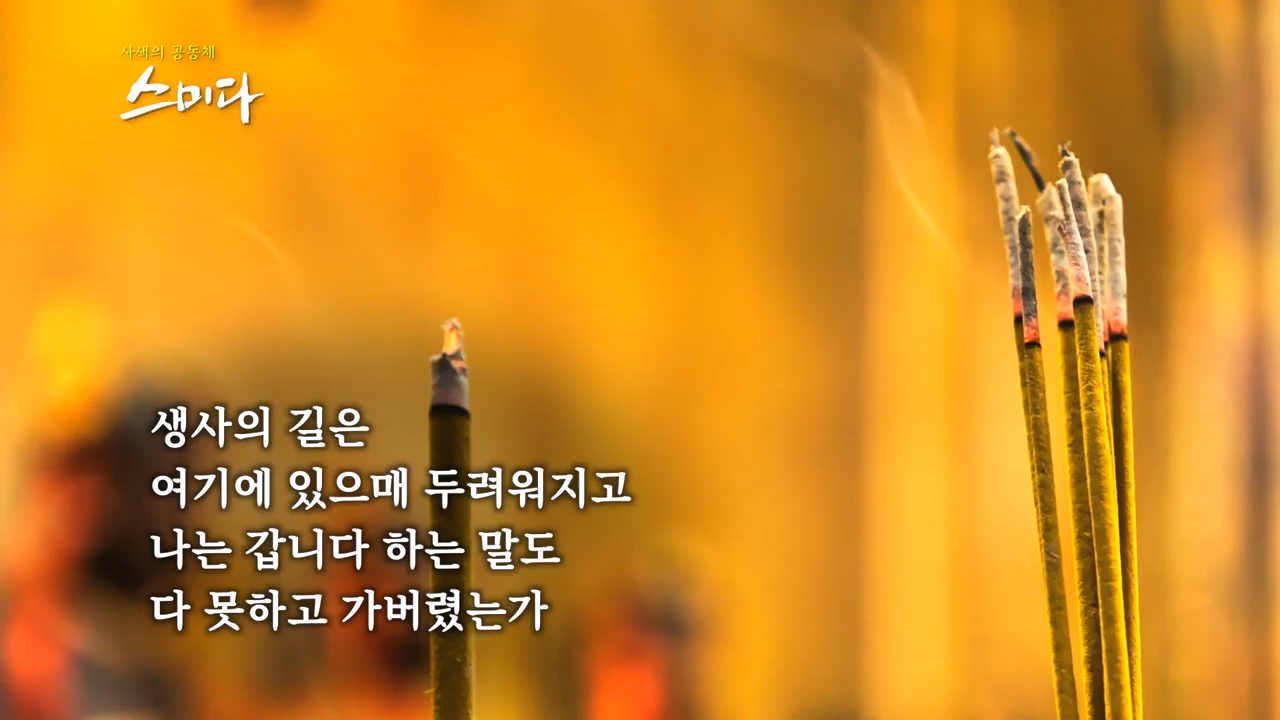 사색의 공동체
스미다
생사의 길은
여기에 있으매 두려워지고
나는 갑니다 하는 말도
다 못하고 가버렸는가